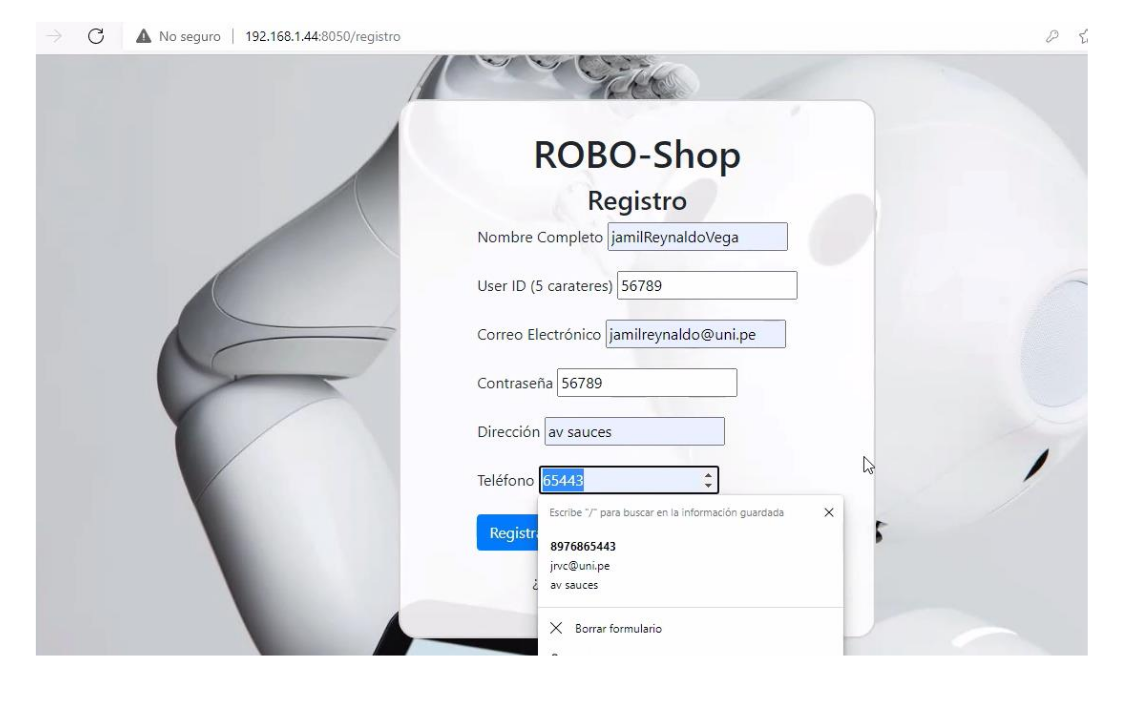 No seguro | 192.168.1.44:8050/registro
ROBO-Shop
Registro
Nombre Completo jamilReynaldoVega
User ID (5 carateres) 56789
Correo Electrónico jamilreynaldo@uni.pe
Contraseña 56789
Dirección av sauces
Teléfono 65443
Escribe "/" para buscar en la información guardada
Registr
8976865443
jrvc@uni.pe
¿
av sauces
Borrar formulario